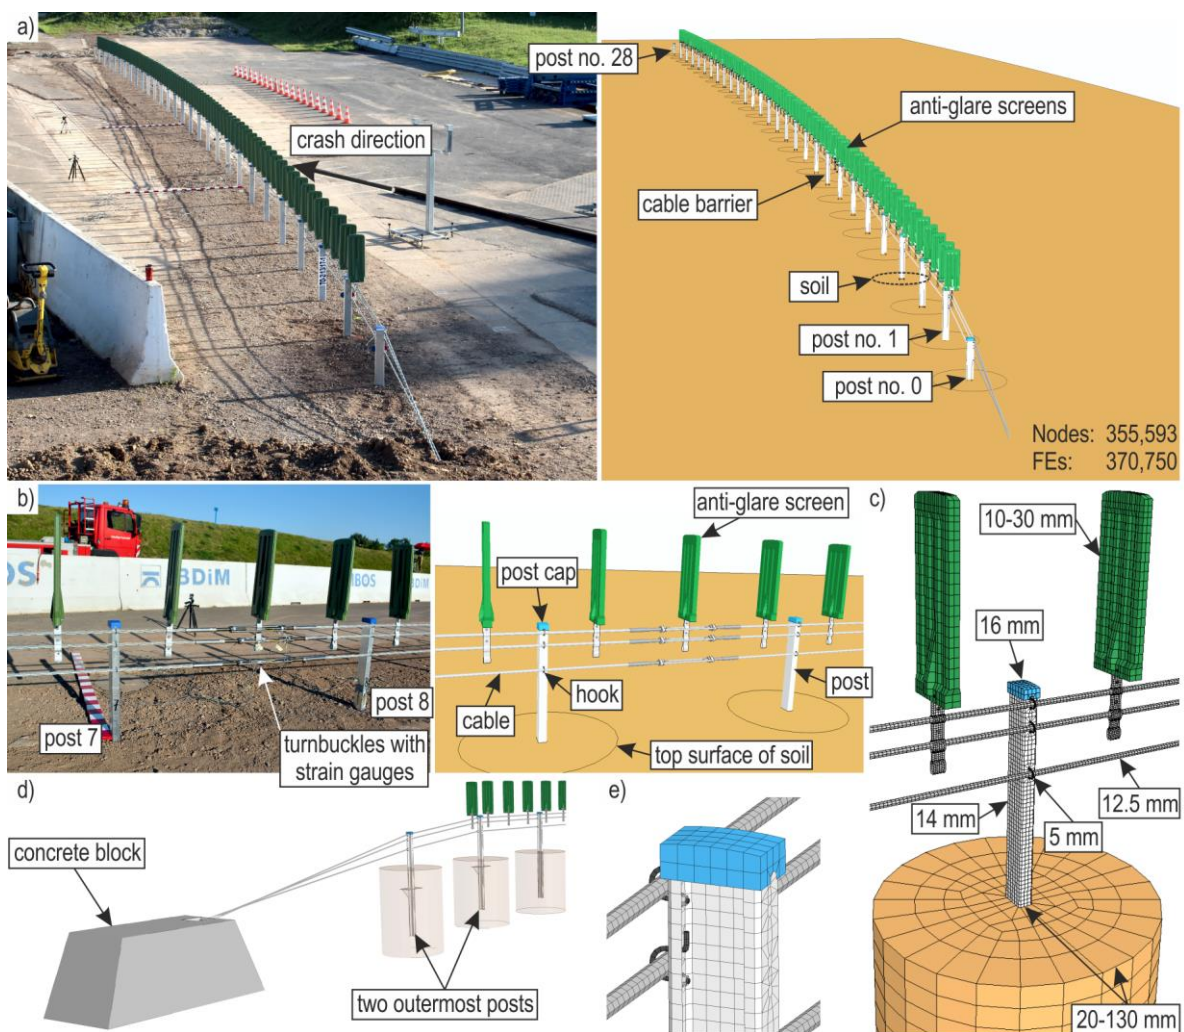 a)
post no. 28
anti-glare screens
crash direction
cable barrier
soil
post no. 1
post no. 0
Nodes: 355,593
FEs: 370,750
b)
BDiM
post 7
post 8
turnbuckles with
strain gauges
anti-glare screen
post cap
hook
post
cable
top surface of soil
c)
10-30 mm
16 mm
12.5 mm
14 mm
5 mm
20-130 mm
d)
concrete block
two outermost posts
e)